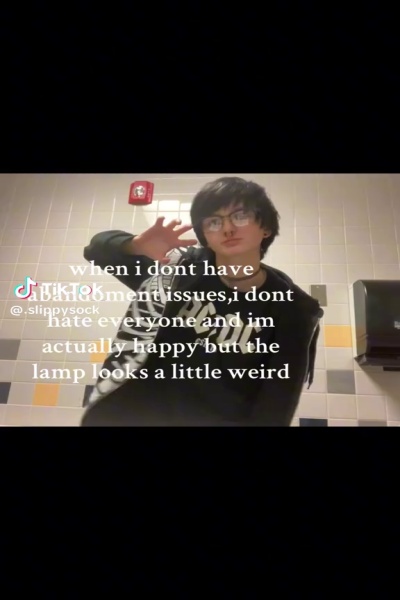 when i dont have
abandoment issues,i dont
hate everyone and im
actually happy but the
lamp looks a little weird
TikTok
@.slippysock